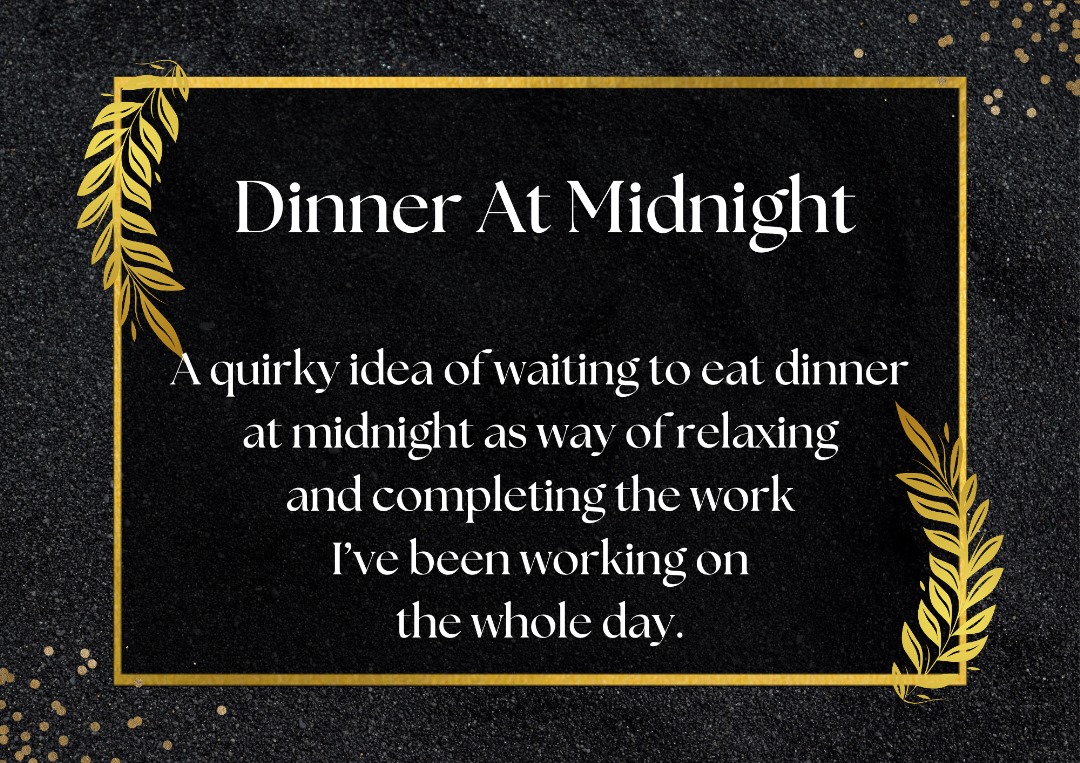 Dinner At Midnight
A quirky idea of waiting to eat dinner
at midnight as way of relaxing
and completing the work
I've been working on
the whole day.